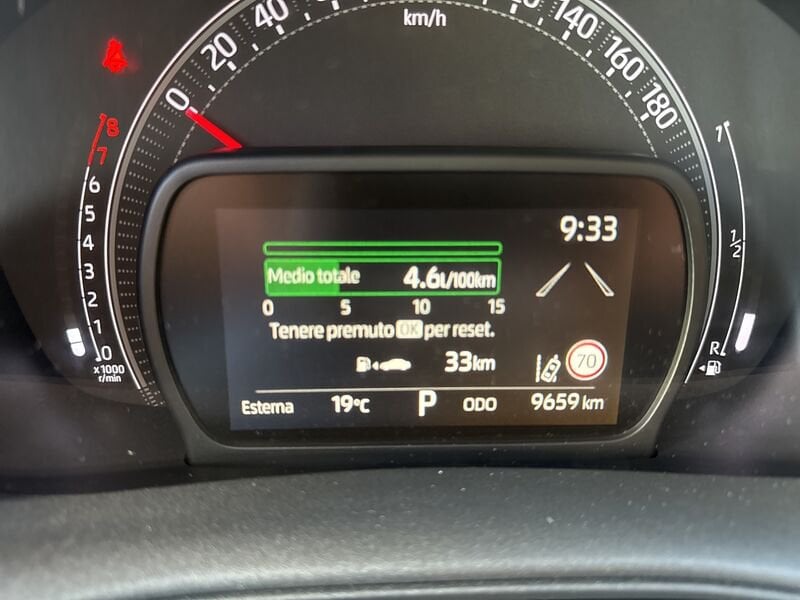 km/h
0
20
40
140
160
180
8
7
6
5
4
3
2
1
0
x1000
r/min
9:33
Medio totale 4.6L/100km
0 5 10 15
Tenere premuto OK per reset.
33km
70
Esterna 19°C P ODO 9659 km
1
1/2
R